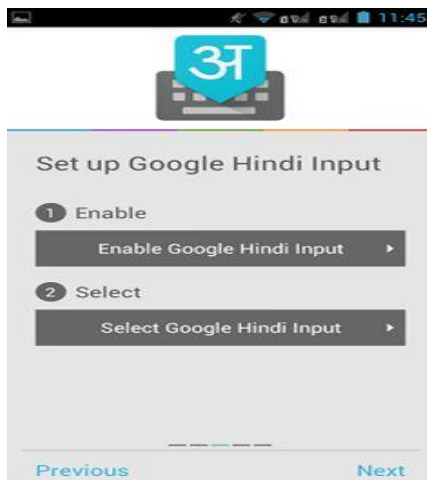 11:45
अ
Set up Google Hindi Input
1 Enable
Enable Google Hindi Input
2 Select
Select Google Hindi Input
Previous Next